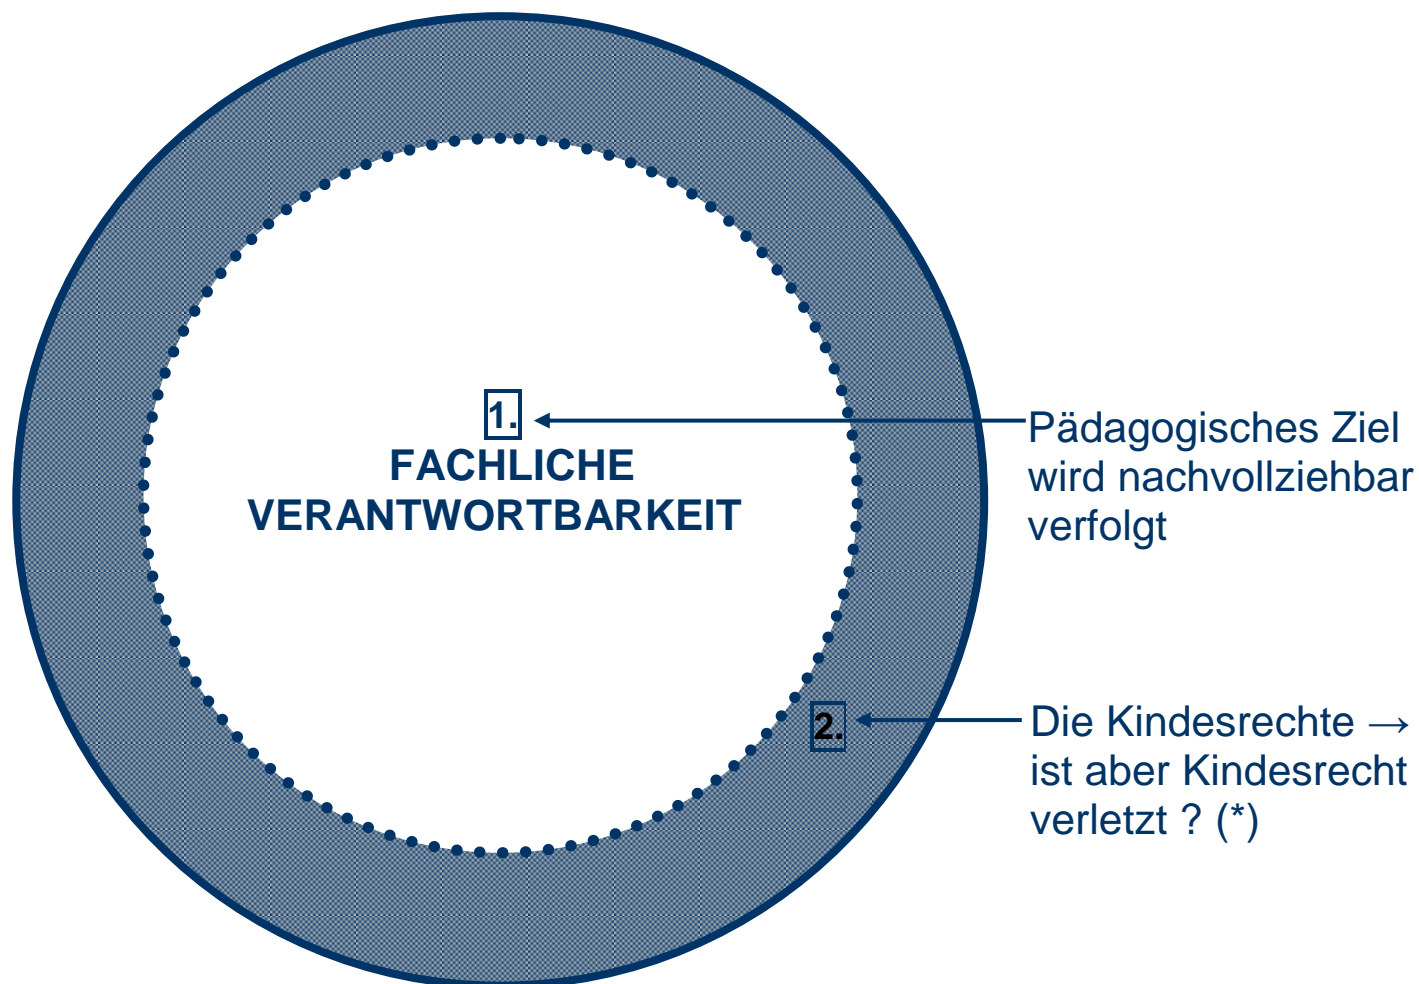 1.
FACHLICHE
VERANTWORTBARKEIT
Pädagogisches Ziel
wird nachvollziehbar
verfolgt
2.
Die Kindesrechte →
ist aber Kindesrecht
verletzt ? (*)